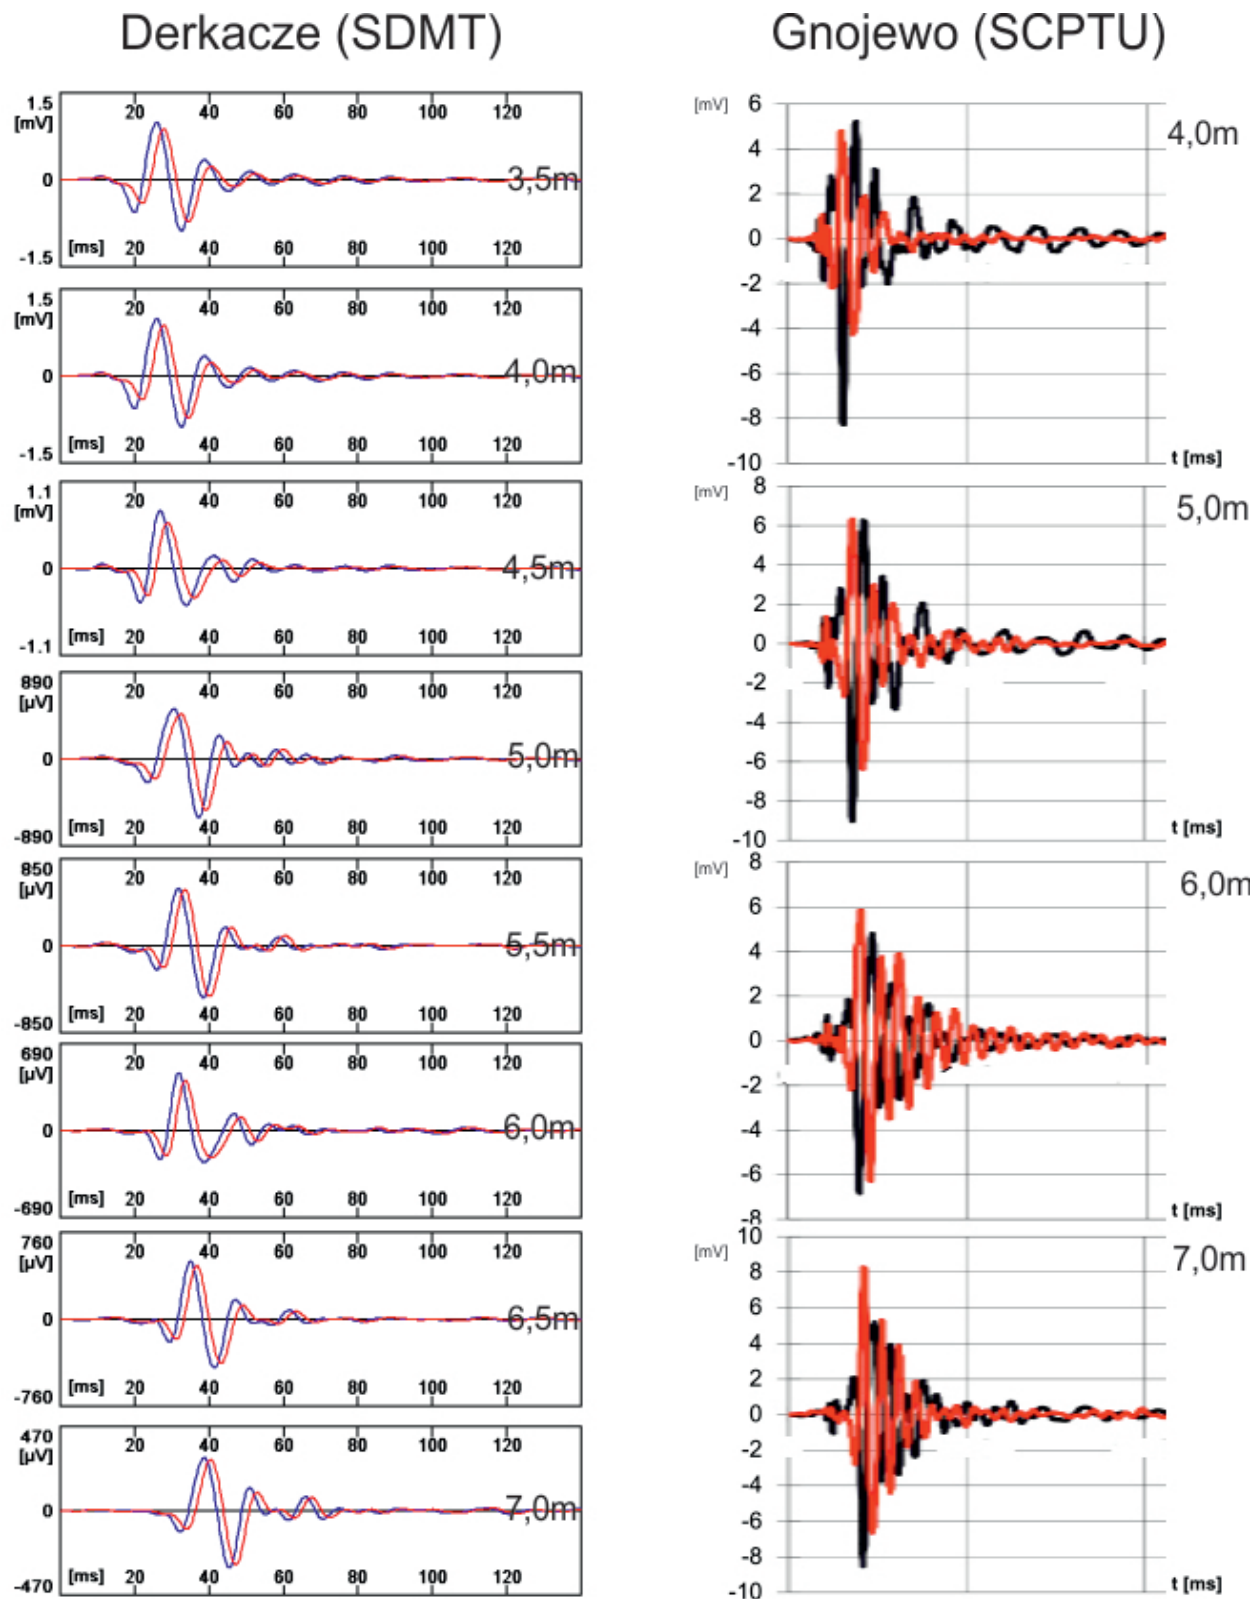 Derkacze (SDMT)
1.5
[mV]
20 40 60 80 100 120
0
3,5m
[ms] 20 40 60 80 100 120
-1.5
1.5
[mV]
20 40 60 80 100 120
0
4,0m
[ms] 20 40 60 80 100 120
-1.5
1.1
[mV]
20 40 60 80 100 120
0
4,5m
[ms] 20 40 60 80 100 120
-1.1
890
[µV]
20 40 60 80 100 120
0
5,0m
[ms] 20 40 60 80 100 120
-890
850
[µV]
20 40 60 80 100 120
0
5,5m
[ms] 20 40 60 80 100 120
-850
690
[µV]
20 40 60 80 100 120
0
6,0m
[ms] 20 40 60 80 100 120
-690
760
[µV]
20 40 60 80 100 120
0
6,5m
[ms] 20 40 60 80 100 120
-760
470
[µV]
20 40 60 80 100 120
0
7,0m
[ms] 20 40 60 80 100 120
-470
Gnojewo (SCPTU)
[mV] 6
4,0m
4
2
0
-2
-4
-6
-8
-10
t [ms]
[mV] 8
5,0m
6
4
2
0
-2
-4
-6
-8
-10
t [ms]
[mV] 8
6,0m
6
4
2
0
-2
-4
-6
-8
t [ms]
[mV] 10
7,0m
8
6
4
2
0
-2
-4
-6
-8
-10
t [ms]